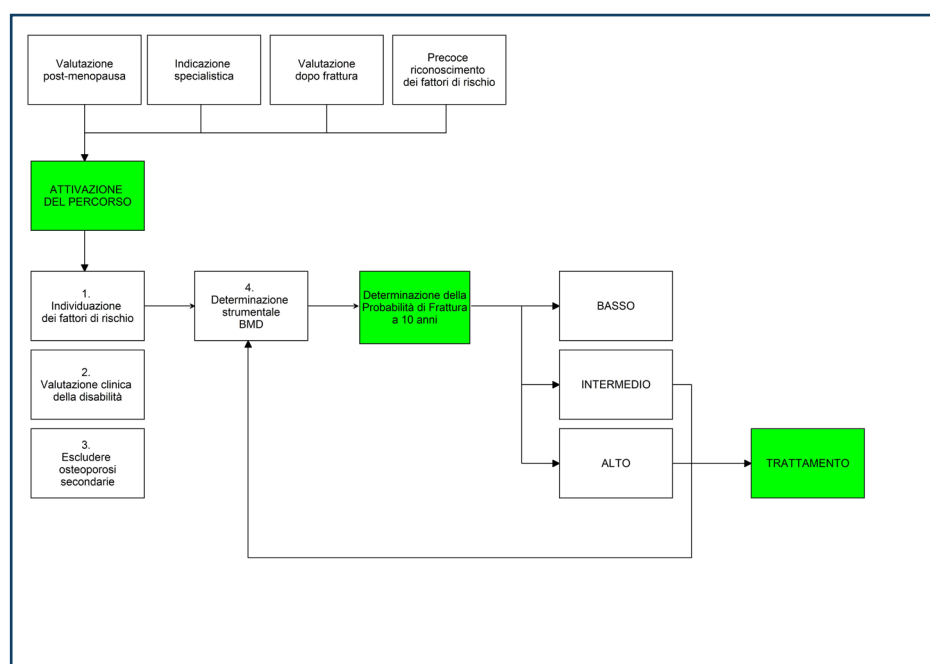 Valutazione
post-menopausa
Indicazione
specialistica
Valutazione
dopo frattura
Precoce
riconoscimento
dei fattori di rischio
ATTIVAZIONE
DEL PERCORSO
1.
Individuazione
dei fattori di rischio
4.
Determinazione
strumentale
BMD
Determinazione della
Probabilità di Frattura
a 10 anni
BASSO
2.
Valutazione clinica
della disabilità
INTERMEDIO
3.
Escludere
osteoporosi
secondarie
ALTO
TRATTAMENTO